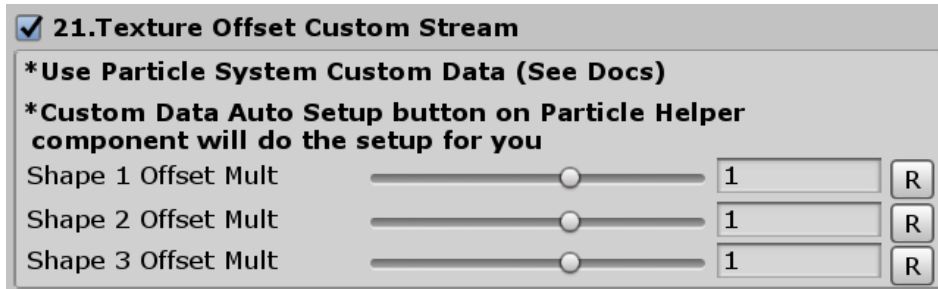 21.Texture Offset Custom Stream
*Use Particle System Custom Data (See Docs)
*Custom Data Auto Setup button on Particle Helper
component will do the setup for you
Shape 1 Offset Mult 1 R
Shape 2 Offset Mult 1 R
Shape 3 Offset Mult 1 R